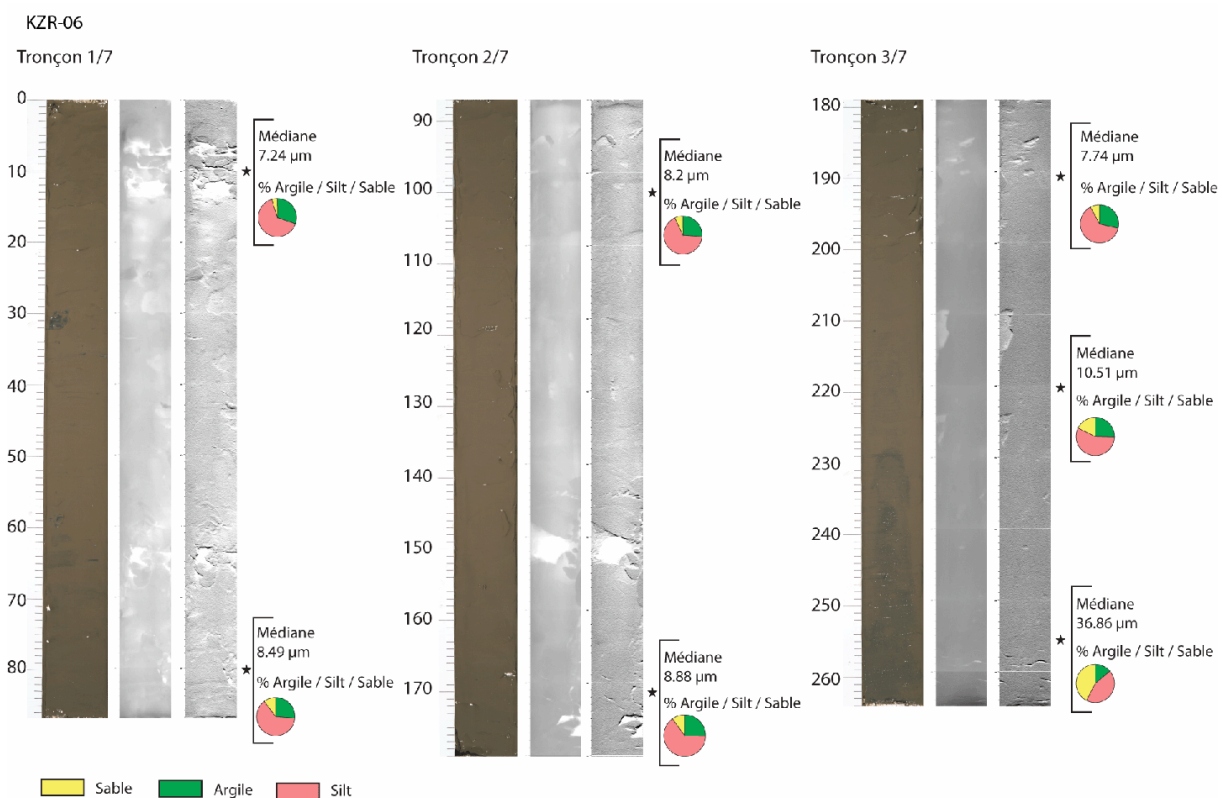 KZR-06
Tronçon 1/7
0
10
20
30
40
50
60
70
80
Médiane
7.24 µm
% Argile / Silt / Sable
Médiane
8.49 µm
% Argile / Silt / Sable
Tronçon 2/7
90
100
110
120
130
140
150
160
170
Médiane
8.2 µm
% Argile / Silt / Sable
Médiane
8.88 µm
% Argile / Silt / Sable
Tronçon 3/7
180
190
200
210
220
230
240
250
260
Médiane
7.74 µm
% Argile / Silt / Sable
Médiane
10.51 µm
% Argile / Silt / Sable
Médiane
36.86 µm
% Argile / Silt / Sable
Sable
Argile
Silt